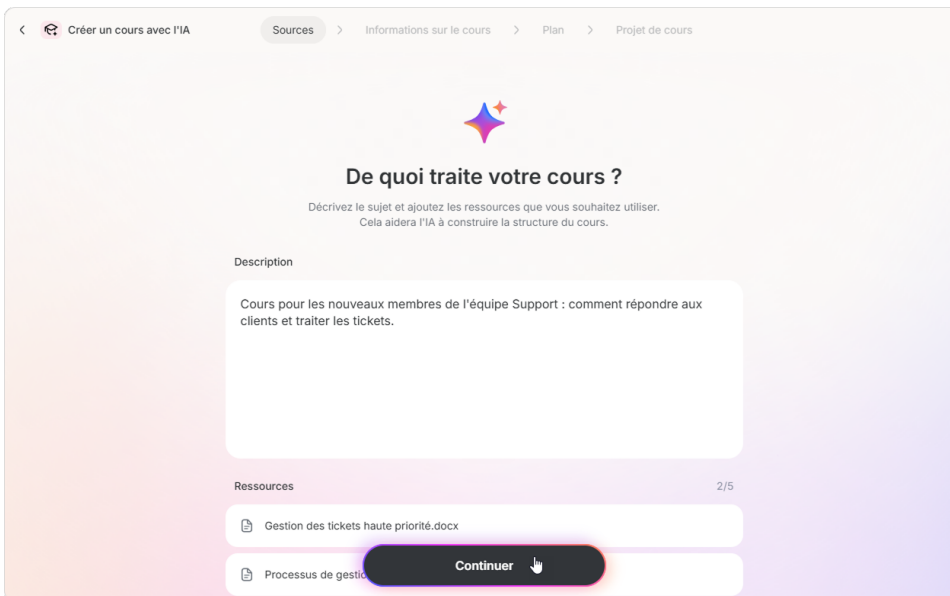 Créer un cours avec l'IA
Sources > Informations sur le cours > Plan > Projet de cours
De quoi traite votre cours ?
Décrivez le sujet et ajoutez les ressources que vous souhaitez utiliser.
Cela aidera l'IA à construire la structure du cours.
Description
Cours pour les nouveaux membres de l'équipe Support : comment répondre aux
clients et traiter les tickets.
Ressources 2/5
Gestion des tickets haute priorité.docx
Processus de
Continuer